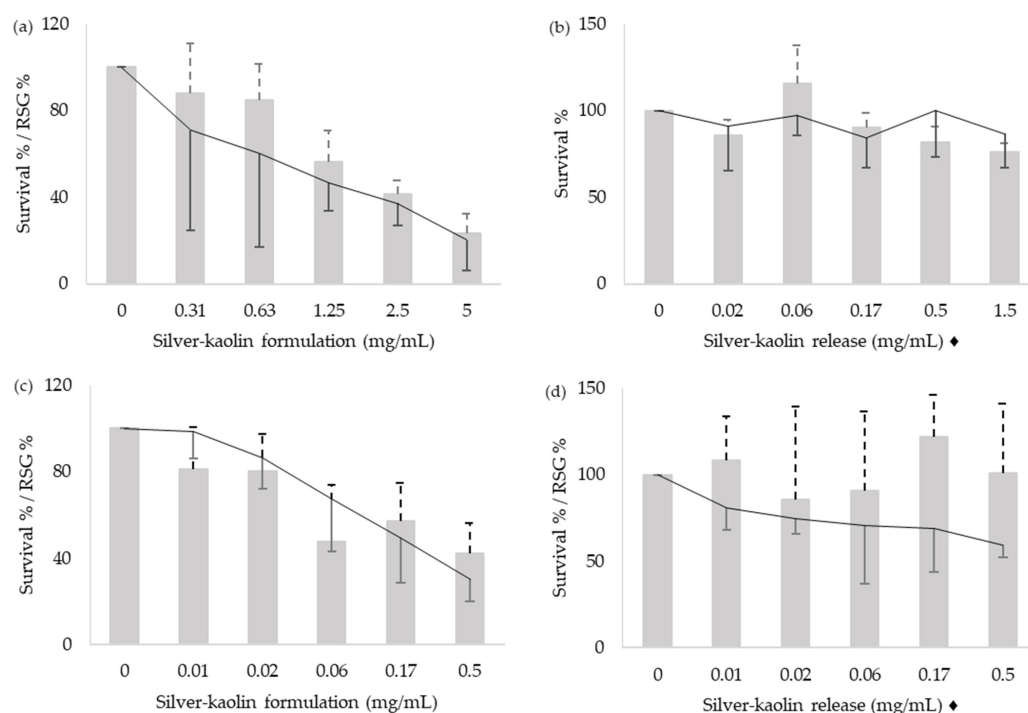 (a)
120
80
40
0
Survival % / RSG %
0 0.31 0.63 1.25 2.5 5
Silver-kaolin formulation (mg/mL)
(b)
150
100
50
0
Survival %
0 0.02 0.06 0.17 0.5 1.5
Silver-kaolin release (mg/mL) ♦
(c)
120
80
40
0
Survival % / RSG %
0 0.01 0.02 0.06 0.17 0.5
Silver-kaolin formulation (mg/mL)
(d)
150
100
50
0
Survival % / RSG %
0 0.01 0.02 0.06 0.17 0.5
Silver-kaolin release (mg/mL) ♦